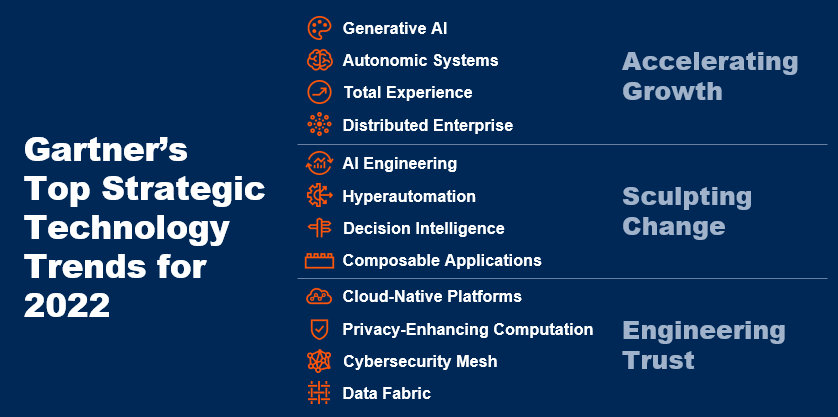 Gartner’s
Top Strategic
Technology
Trends for
2022
Generative AI
Autonomic Systems
Total Experience
Distributed Enterprise
Accelerating
Growth
AI Engineering
Hyperautomation
Decision Intelligence
Composable Applications
Sculpting
Change
Cloud-Native Platforms
Privacy-Enhancing Computation
Cybersecurity Mesh
Data Fabric
Engineering
Trust